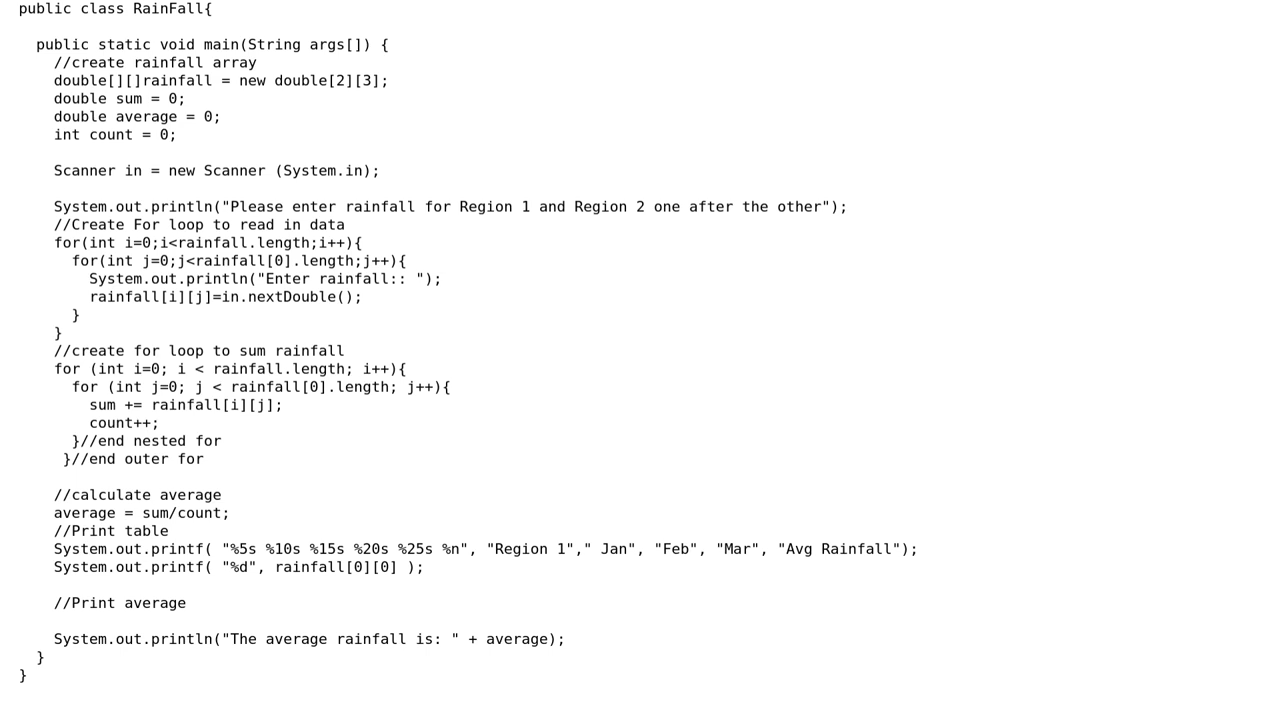 public class RainFall{
public static void main(String args[]) {
//create rainfall array
double[][]rainfall = new double[2][3];
double sum = 0;
double average = 0;
int count = 0;
Scanner in = new Scanner (System.in);
System.out.println("Please enter rainfall for Region 1 and Region 2 one after the other");
//Create For loop to read in data
for(int i=0;i<rainfall.length;i++){
for(int j=0;j<rainfall[0].length;j++){
System.out.println("Enter rainfall:: ");
rainfall[i][j]=in.nextDouble();
}
}
//create for loop to sum rainfall
for (int i=0; i < rainfall.length; i++){
for (int j=0; j < rainfall[0].length; j++){
sum += rainfall[i][j];
count++;
}//end nested for
}//end outer for
//calculate average
average = sum/count;
//Print table
System.out.printf( "%5s %10s %15s %20s %25s %n", "Region 1"," Jan", "Feb", "Mar", "Avg Rainfall");
System.out.printf( "%d", rainfall[0][0] );
//Print average
System.out.println("The average rainfall is: " + average);
}
}